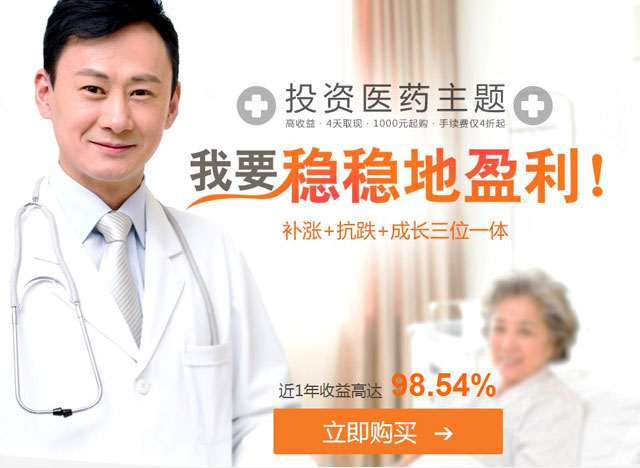 投资医药主题
高收益·4天取现·1000元起购·手续费仅4折起
我要稳稳地盈利！
补涨+抗跌+成长三位一体
近1年收益高达 98.54%
立即购买 →